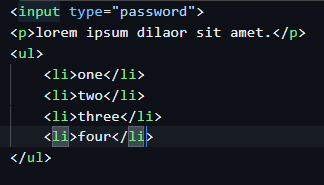 <input type="password">
<p>lorem ipsum dilaor sit amet.</p>
<ul>
    <li>one</li>
    <li>two</li>
    <li>three</li>
    <li>four</li>
</ul>